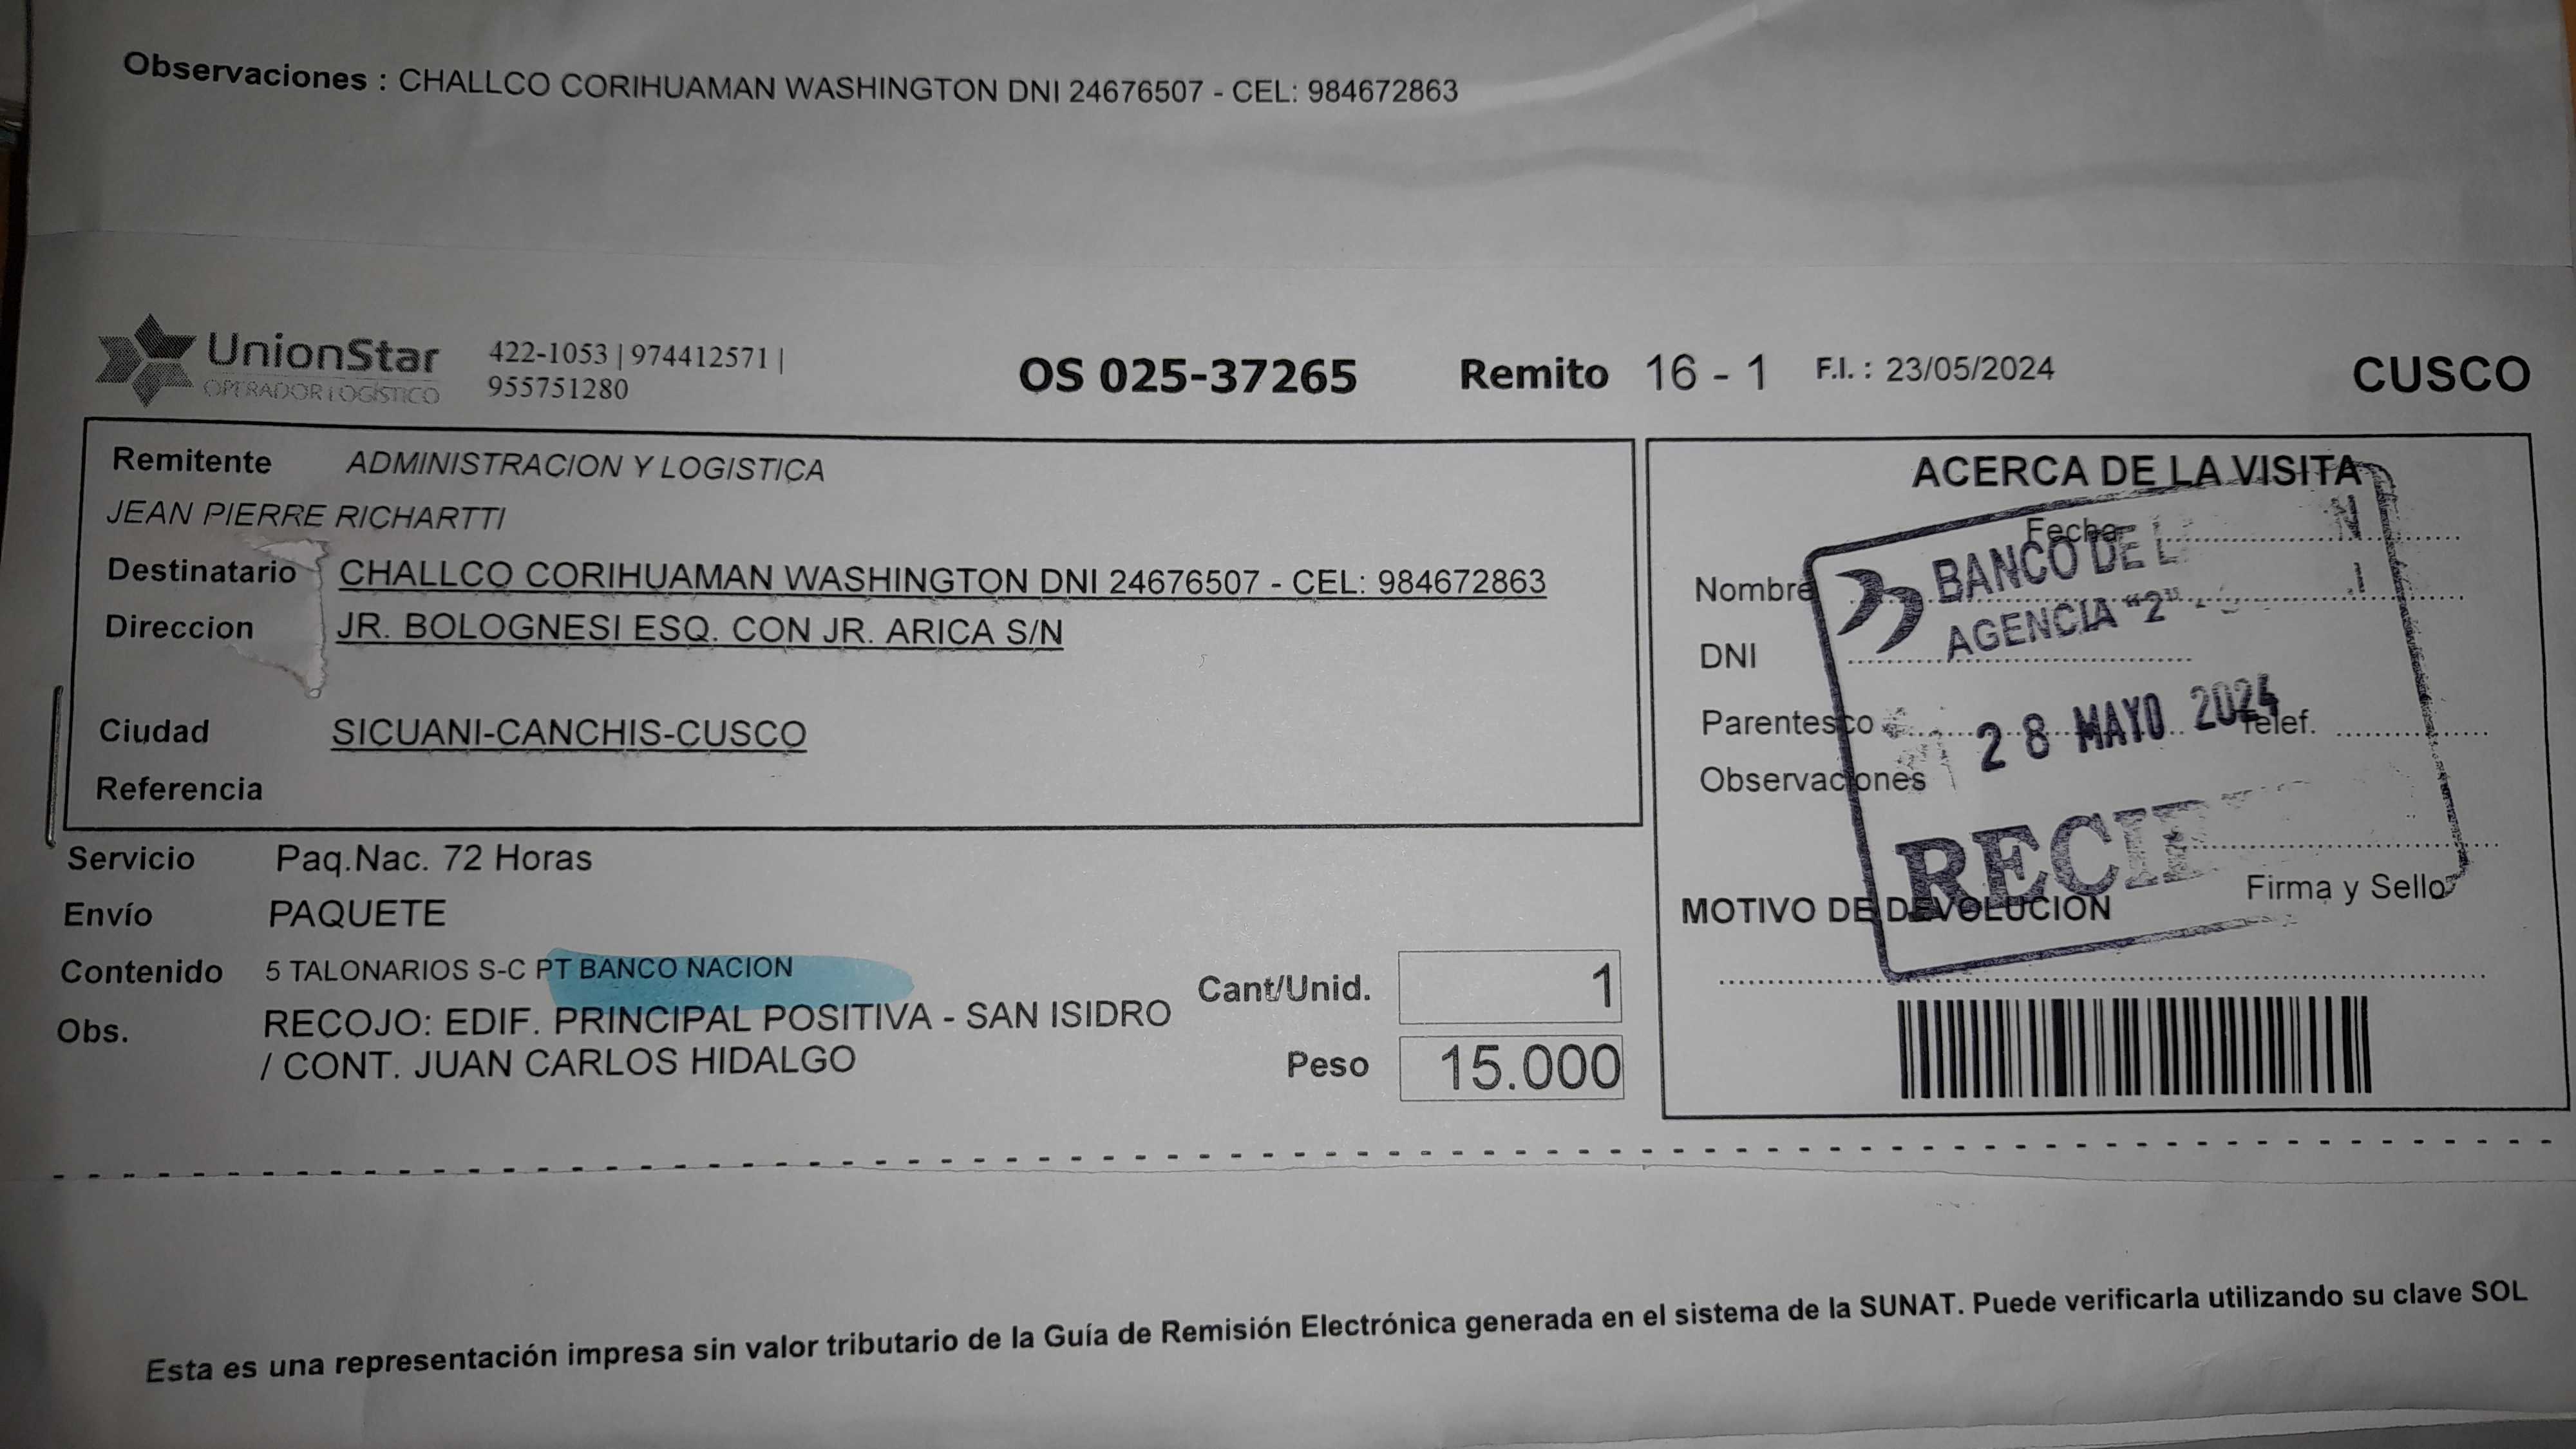 Observaciones : CHALLCO CORIHUAMAN WASHINGTON DNI 24676507 - CEL: 984672863
UnionStar
OPERADOR LOGÍSTICO
422-1053 | 974412571 |
955751280
OS 025-37265
Remito 16 - 1
F.I. : 23/05/2024
CUSCO
Remitente ADMINISTRACION Y LOGISTICA
JEAN PIERRE RICHARTTI
Destinatario CHALLCO CORIHUAMAN WASHINGTON DNI 24676507 - CEL: 984672863
Direccion JR. BOLOGNESI ESQ. CON JR. ARICA S/N
Ciudad SICUANI-CANCHIS-CUSCO
Referencia
Servicio Paq.Nac. 72 Horas
Envío PAQUETE
Contenido 5 TALONARIOS S-C PT BANCO NACION
Obs. RECOJO: EDIF. PRINCIPAL POSITIVA - SAN ISIDRO
/ CONT. JUAN CARLOS HIDALGO
Cant/Unid. 1
Peso 15.000
ACERCA DE LA VISITA
Fecha
Nombre
DNI
Parentesco
Telef.
Observaciones
Firma y Sello
MOTIVO DE DEVOLUCION
BANCO DE
AGENCIA "2"
28 MAYO 2024
Esta es una representación impresa sin valor tributario de la Guía de Remisión Electrónica generada en el sistema de la SUNAT. Puede verificarla utilizando su clave SOL